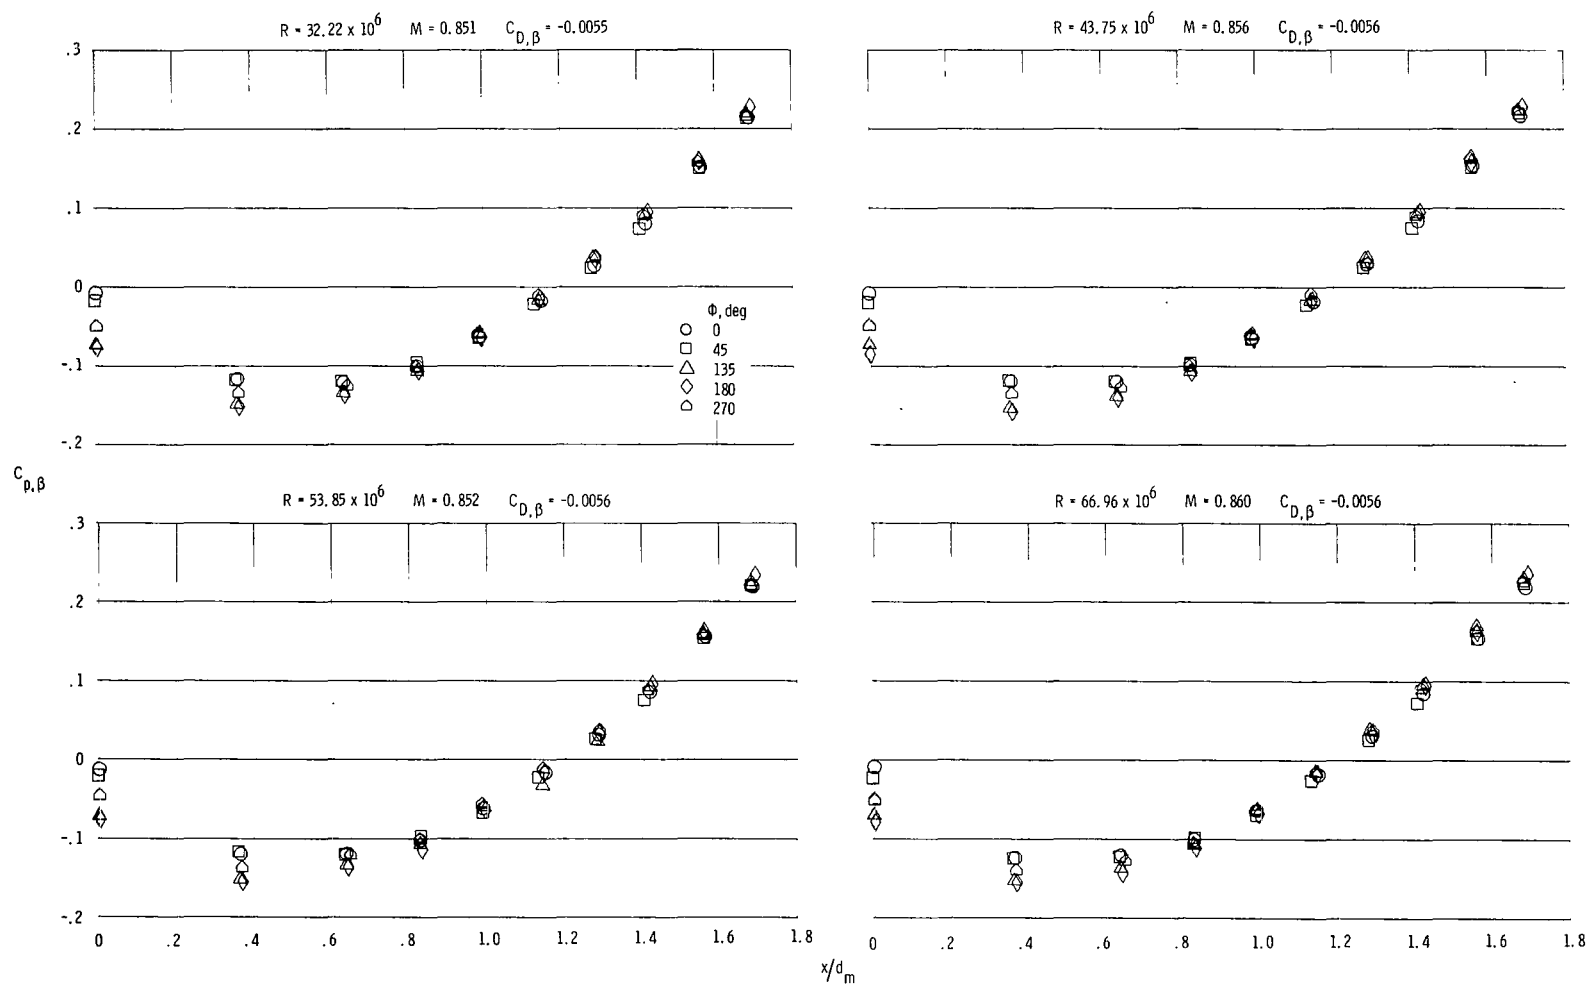 R = 32.22 x 10^6 M = 0.851 C_D,β = -0.0055
R = 43.75 x 10^6 M = 0.856 C_D,β = -0.0056
.3
.2
.1
0
-.1
-.2
Φ, deg
0
45
135
180
270
C_p,β
R = 53.85 x 10^6 M = 0.852 C_D,β = -0.0056
R = 66.96 x 10^6 M = 0.860 C_D,β = -0.0056
.3
.2
.1
0
-.1
-.2
0 .2 .4 .6 .8 1.0 1.2 1.4 1.6 1.8
0 .2 .4 .6 .8 1.0 1.2 1.4 1.6 1.8
x/d_m